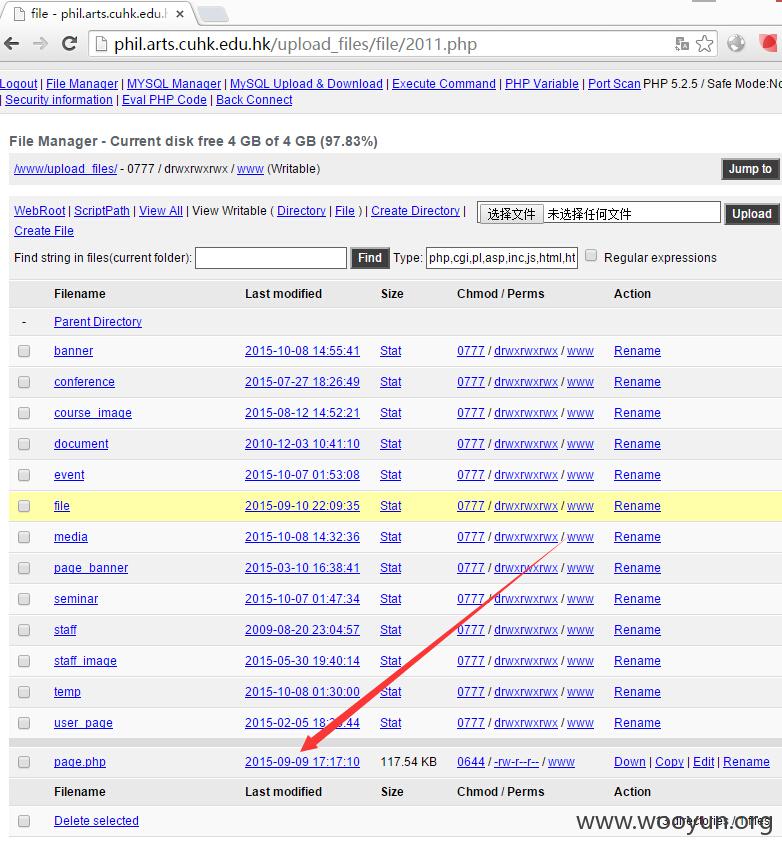 file - phil.arts.cuhk.edu.h
phil.arts.cuhk.edu.hk/upload_files/file/2011.php
Logout | File Manager | MYSQL Manager | MySQL Upload & Download | Execute Command | PHP Variable | Port Scan PHP 5.2.5 / Safe Mode:No
| Security information | Eval PHP Code | Back Connect
File Manager - Current disk free 4 GB of 4 GB (97.83%)
/www/upload_files/ - 0777 / drwxrwxrwx / www (Writable) Jump to
WebRoot | ScriptPath | View All | View Writable ( Directory | File ) | Create Directory | 选择文件 未选择任何文件 Upload
Create File
Find string in files(current folder): Find Type: php,cgi,pl,asp,inc,js,html,ht Regular expressions
Filename Last modified Size Chmod / Perms Action
- Parent Directory
banner 2015-10-08 14:55:41 Stat 0777 / drwxrwxrwx / www Rename
conference 2015-07-27 18:26:49 Stat 0777 / drwxrwxrwx / www Rename
course_image 2015-08-12 14:52:21 Stat 0777 / drwxrwxrwx / www Rename
document 2010-12-03 10:41:10 Stat 0777 / drwxrwxrwx / www Rename
event 2015-10-07 01:53:08 Stat 0777 / drwxrwxrwx / www Rename
file 2015-09-10 22:09:35 Stat 0777 / drwxrwxrwx / www Rename
media 2015-10-08 14:32:36 Stat 0777 / drwxrwxrwx / www Rename
page_banner 2015-03-10 16:38:41 Stat 0777 / drwxrwxrwx / www Rename
seminar 2015-10-07 01:47:34 Stat 0777 / drwxrwxrwx / www Rename
staff 2009-08-20 23:04:57 Stat 0777 / drwxrwxrwx / www Rename
staff_image 2015-05-30 19:40:14 Stat 0777 / drwxrwxrwx / www Rename
temp 2015-10-08 01:30:00 Stat 0777 / drwxrwxrwx / www Rename
user_page 2015-02-05 Stat 0777 / drwxrwxrwx / www Rename
page.php 2015-09-09 17:17:10 117.54 KB 0644 / -rw-r--r-- / www Down | Copy | Edit | Rename
Filename Last modified Size Chmod / Perms Action
Delete selected 13 directories / 1 files
www.wooyun.org